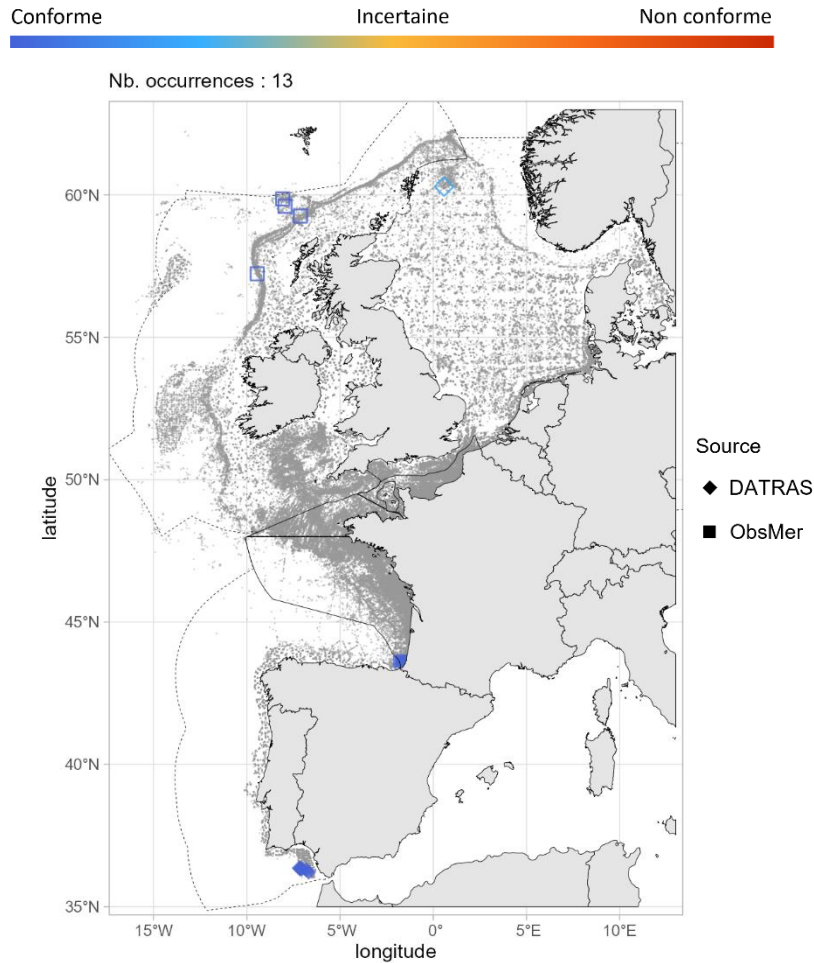 Conforme Incertaine Non conforme
Nb. occurrences : 13
60°N
55°N
50°N
45°N
40°N
35°N
latitude
15°W 10°W 5°W 0° 5°E 10°E
longitude
Source
DATRAS
ObsMer